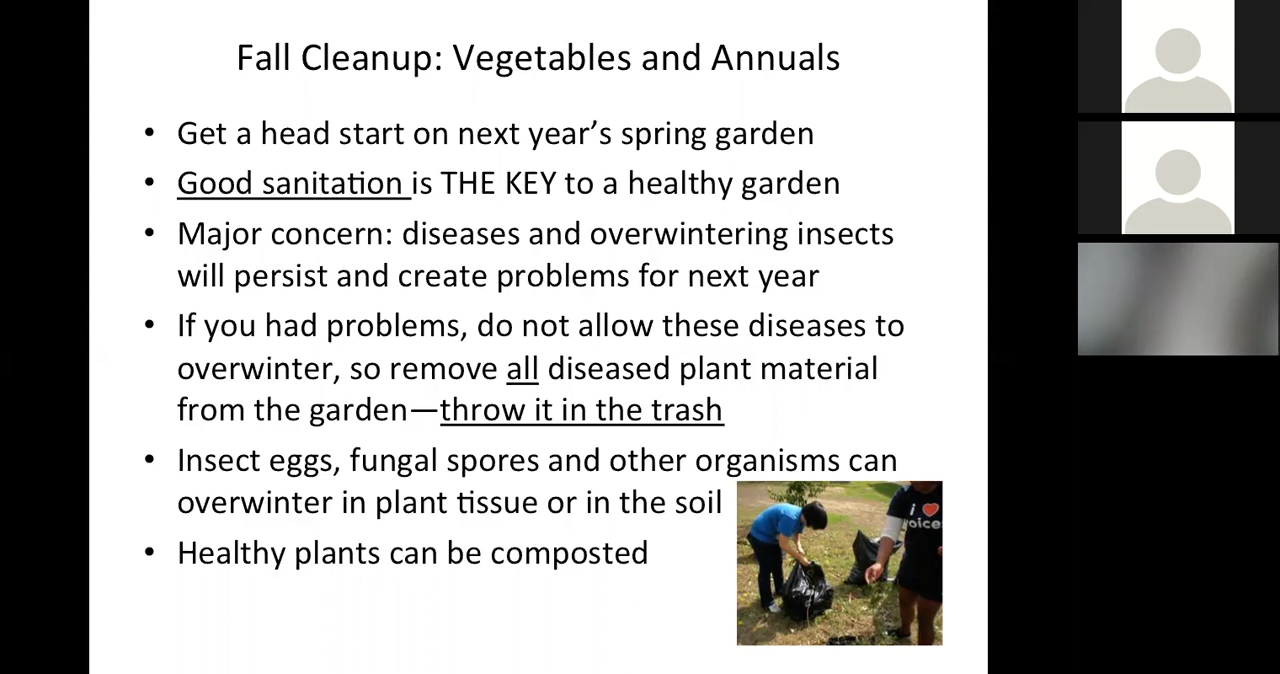 Fall Cleanup: Vegetables and Annuals
• Get a head start on next year’s spring garden
• Good sanitation is THE KEY to a healthy garden
• Major concern: diseases and overwintering insects
will persist and create problems for next year
• If you had problems, do not allow these diseases to
overwinter, so remove all diseased plant material
from the garden—throw it in the trash
• Insect eggs, fungal spores and other organisms can
overwinter in plant tissue or in the soil
• Healthy plants can be composted
i
oice